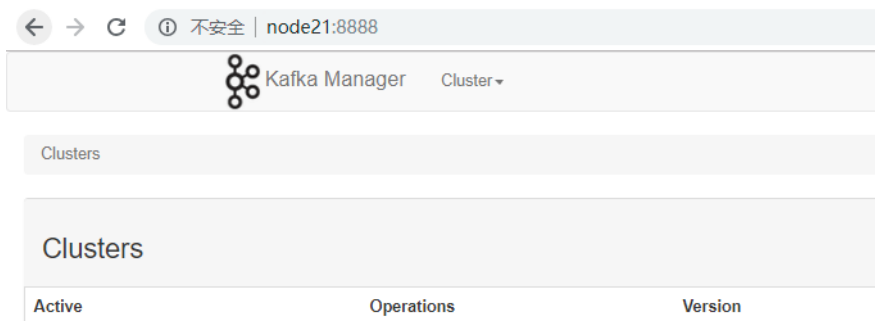 不安全 | node21:8888
Kafka Manager Cluster
Clusters
Clusters
Active Operations Version